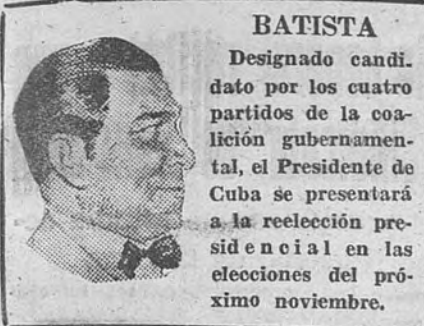 BATISTA
Designado candi-
dato por los cuatro
partidos de la coa-
lición gubernamen-
tal, el Presidente de
Cuba se presentará
a la reelección pre-
sidencial en las
elecciones del pró-
ximo noviembre.